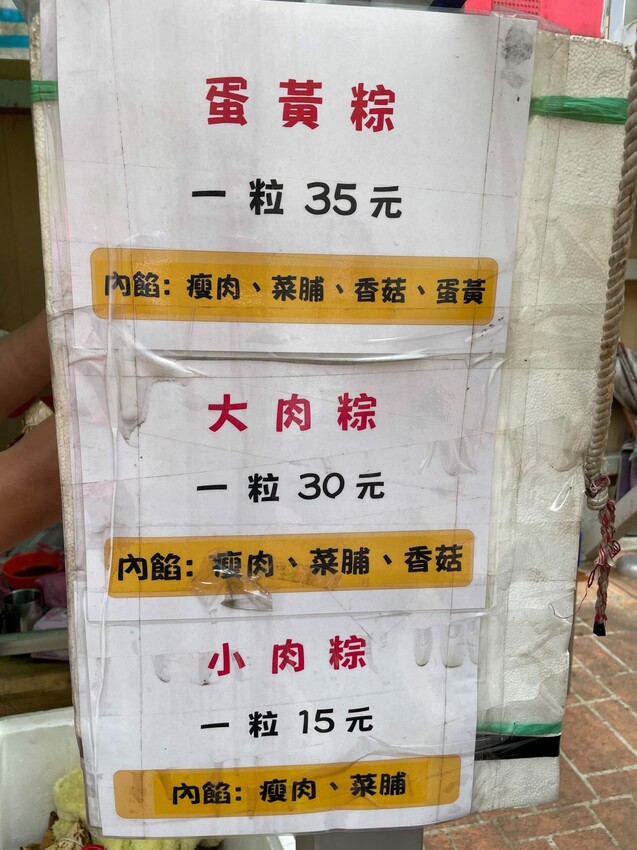 蛋黃粽
一粒 35元
內餡: 瘦肉、菜脯、香菇、蛋黃
大肉粽
一粒 30元
內餡: 瘦肉、菜脯、香菇
小肉粽
一粒 15元
內餡: 瘦肉、菜脯